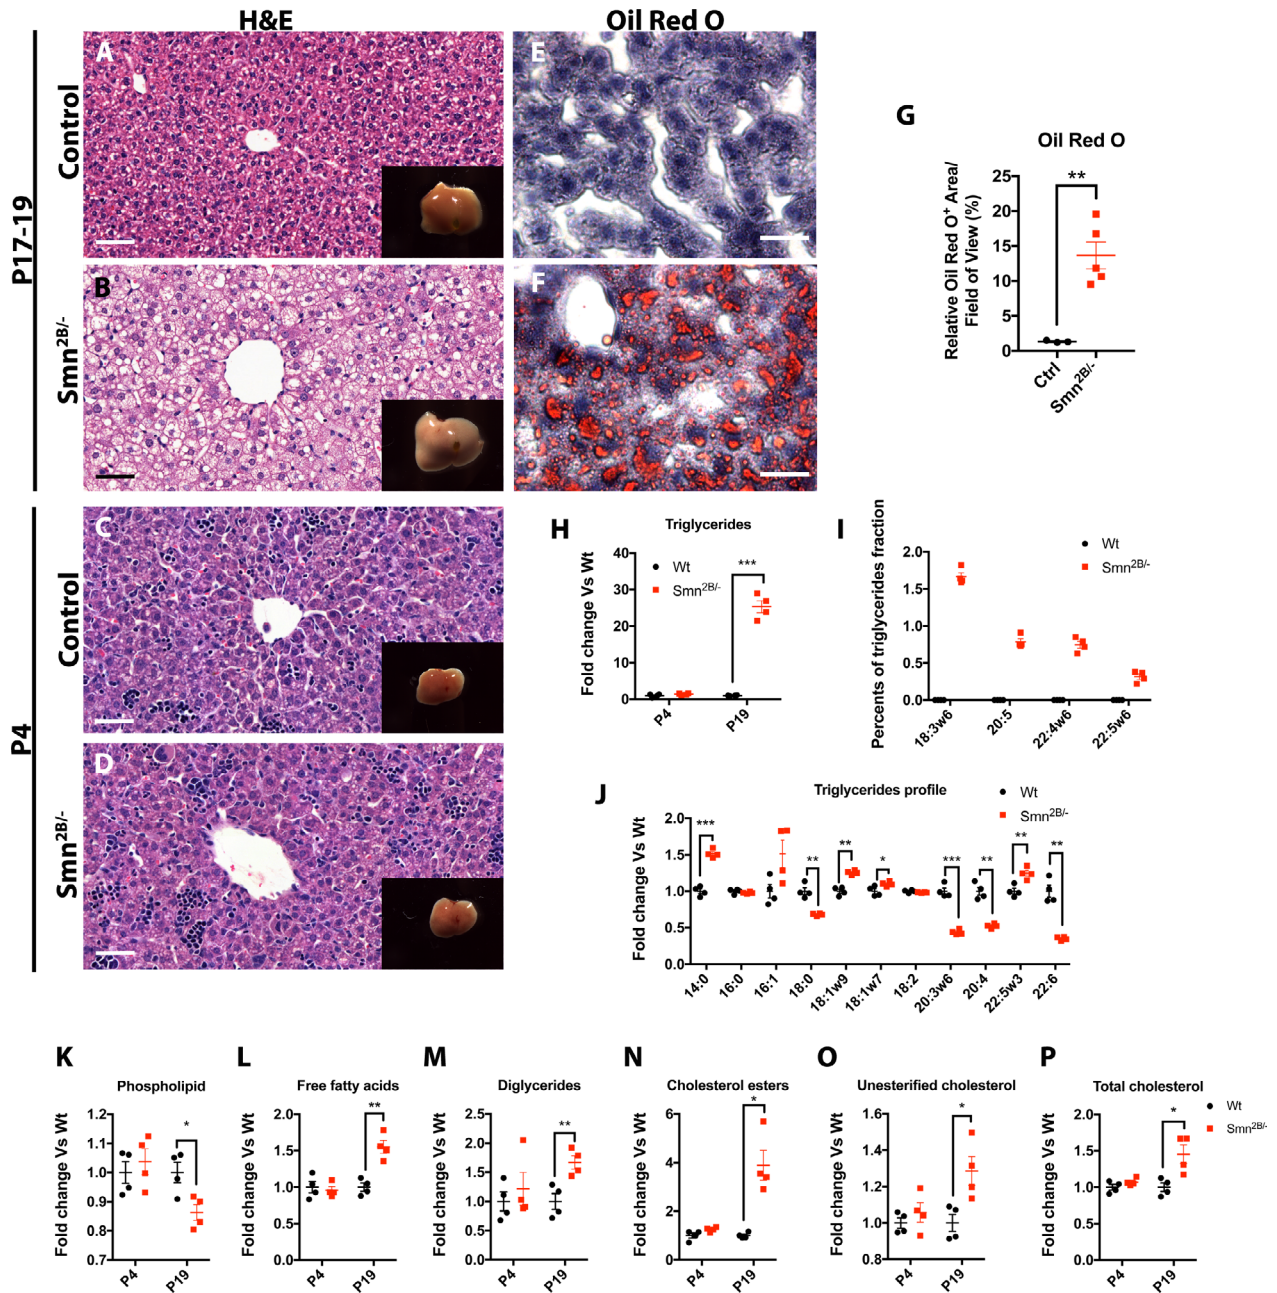 H&E
Oil Red O
P17-19
Control
A
E
Smn2B/-
B
F
G
Oil Red O
**
Relative Oil Red O+ Area/
Field of View (%)
25
20
15
10
5
0
Ctrl
Smn2B/-
P4
Control
C
Smn2B/-
D
H
Triglycerides
Fold change Vs Wt
40
30
20
10
0
Wt
Smn2B/-
***
P4
P19
I
Percents of triglycerides fraction
2.0
1.5
1.0
0.5
0.0
Wt
Smn2B/-
18:3w6
20:5
22:4w6
22:5w6
J
Triglycerides profile
Wt
Smn2B/-
Fold change Vs Wt
2.0
1.5
1.0
0.5
0.0
***
**
**
*
***
**
**
**
14:0
16:0
16:1
18:0
18:1w9
18:1w7
18:2
20:3w6
20:4
22:5w3
22:6
K
Phospholipid
Fold change Vs Wt
1.2
1.1
1.0
0.9
0.8
0.7
*
P4
P19
L
Free fatty acids
Fold change Vs Wt
2.0
1.5
1.0
0.5
0.0
**
P4
P19
M
Diglycerides
Fold change Vs Wt
2.5
2.0
1.5
1.0
0.5
0.0
**
P4
P19
N
Cholesterol esters
Fold change Vs Wt
6
4
2
0
*
P4
P19
O
Unesterified cholesterol
Fold change Vs Wt
1.6
1.4
1.2
1.0
0.8
*
P4
P19
P
Total cholesterol
Fold change Vs Wt
2.0
1.5
1.0
0.5
0.0
*
P4
P19
Wt
Smn2B/-